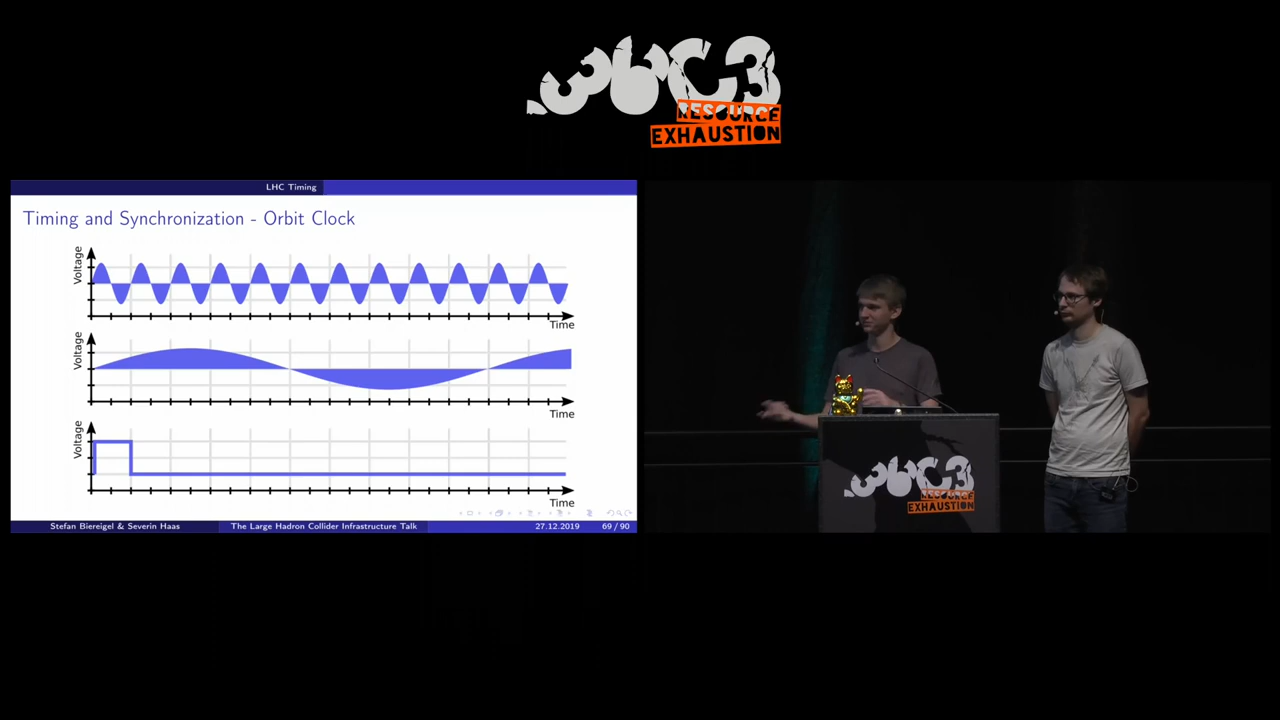 36C3
RESOURCE
EXHAUSTION
LHC Timing
Timing and Synchronization - Orbit Clock
Voltage
Time
Voltage
Time
Voltage
Time
Stefan Biereigel & Severin Haas
The Large Hadron Collider Infrastructure Talk
27.12.2019
69 / 90
36C3
RESOURCE
EXHAUSTION